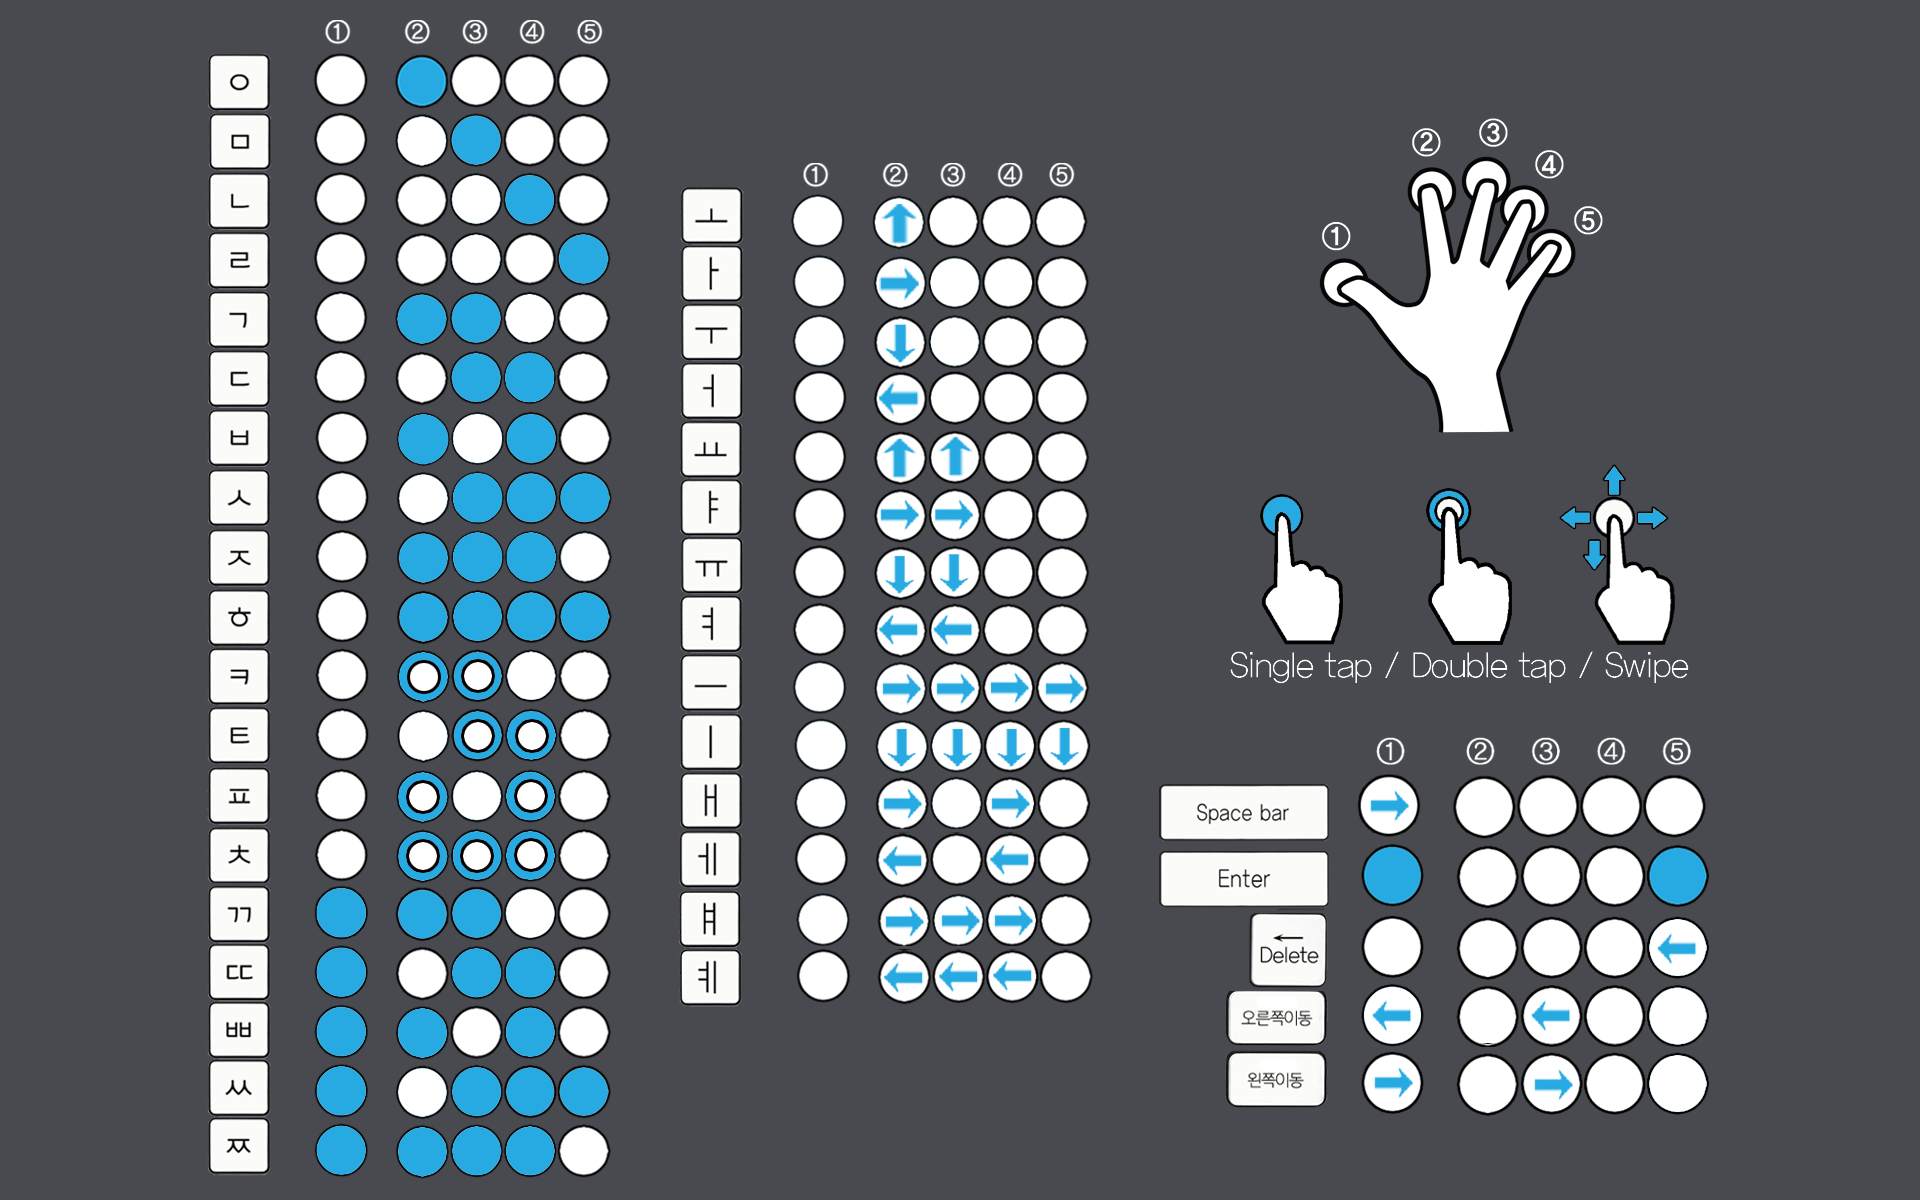 ① ② ③ ④ ⑤
ㅇ
ㅁ
ㄴ
ㄹ
ㄱ
ㄷ
ㅂ
ㅅ
ㅈ
ㅎ
ㅋ
ㅌ
ㅍ
ㅊ
ㄲ
ㄸ
ㅃ
ㅆ
ㅉ
① ② ③ ④ ⑤
ㅗ
ㅏ
ㅜ
ㅓ
ㅛ
ㅑ
ㅠ
ㅕ
ㅡ
ㅣ
ㅐ
ㅔ
ㅒ
ㅖ
① ② ③ ④ ⑤
Single tap / Double tap / Swipe
① ② ③ ④ ⑤
Space bar
Enter
←
Delete
오른쪽이동
왼쪽이동